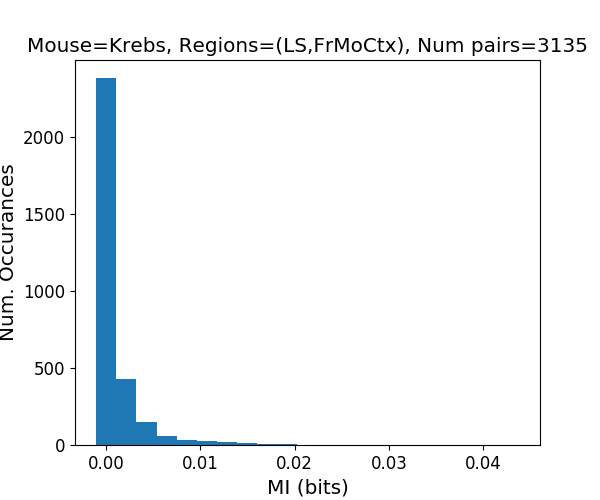 Mouse=Krebs, Regions=(LS,FrMoCtx), Num pairs=3135
Num. Occurances
2000
1500
1000
500
0
0.00 0.01 0.02 0.03 0.04
MI (bits)